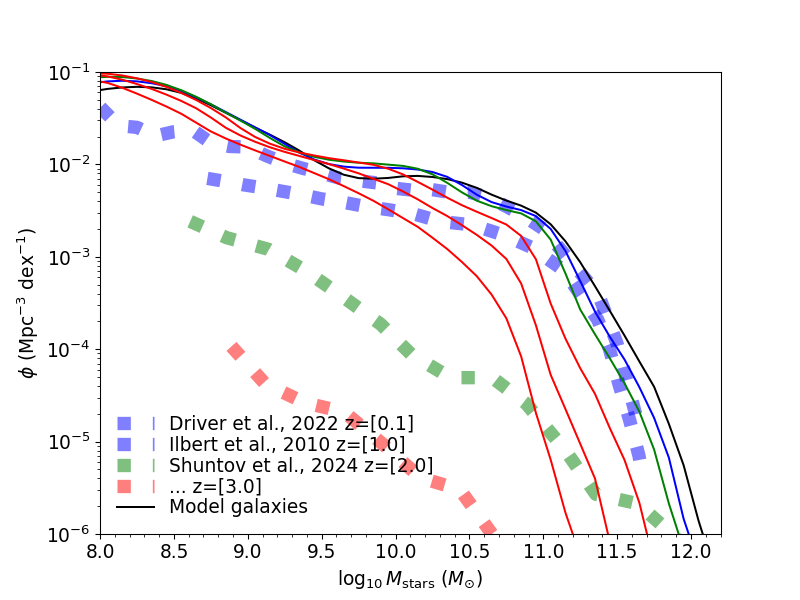 10⁻¹
10⁻²
10⁻³
10⁻⁴
10⁻⁵
10⁻⁶
ϕ (Mpc⁻³ dex⁻¹)
Driver et al., 2022 z=[0.1]
Ilbert et al., 2010 z=[1.0]
Shuntov et al., 2024 z=[2.0]
... z=[3.0]
Model galaxies
8.0 8.5 9.0 9.5 10.0 10.5 11.0 11.5 12.0
log₁₀ M_stars (M_⊙)